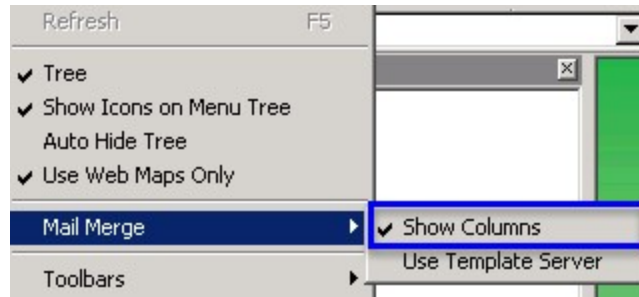 Refresh F5
Tree
Show Icons on Menu Tree
Auto Hide Tree
Use Web Maps Only
Mail Merge
Show Columns
Use Template Server
Toolbars